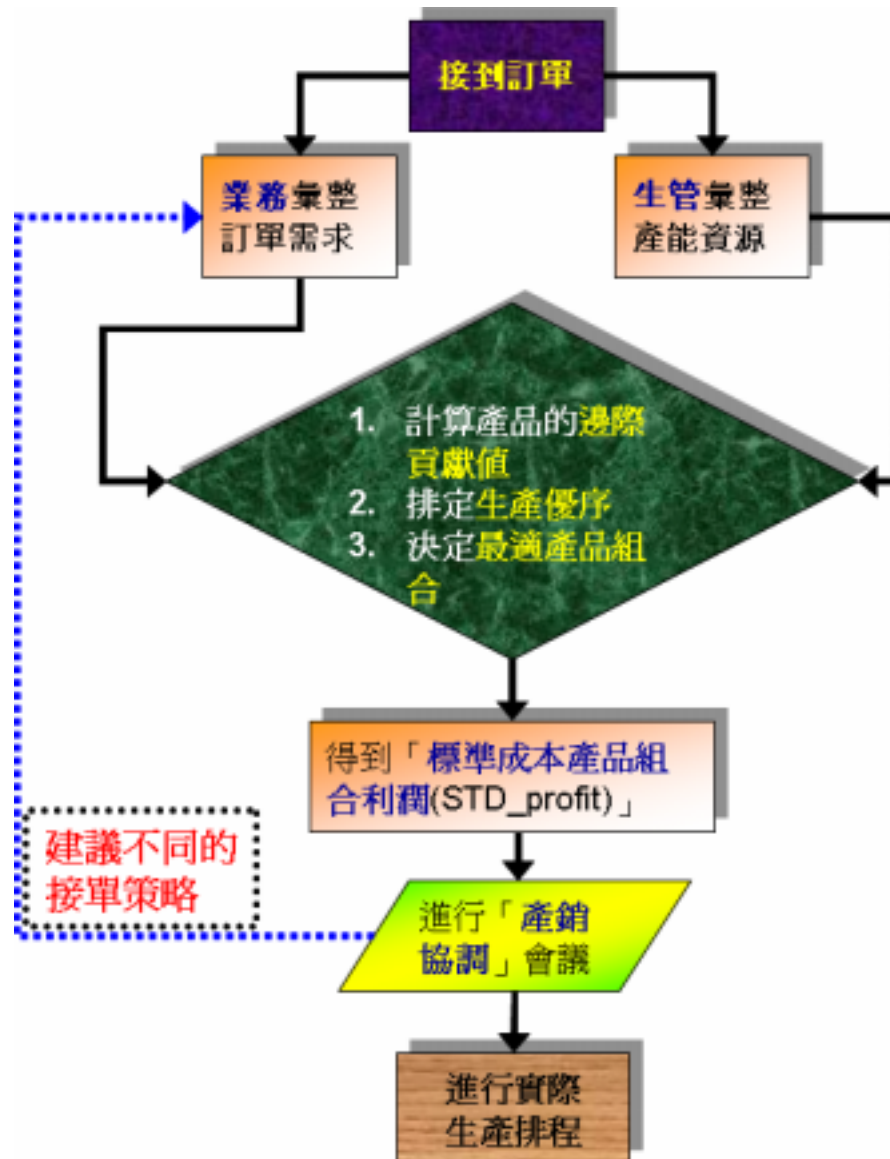 接到訂單
業務彙整
訂單需求
生管彙整
產能資源
1. 計算產品的邊際
貢獻值
2. 排定生產優序
3. 決定最適產品組
合
得到「標準成本產品組
合利潤(STD_profit)」
建議不同的
接單策略
進行「產銷
協調」會議
進行實際
生產排程